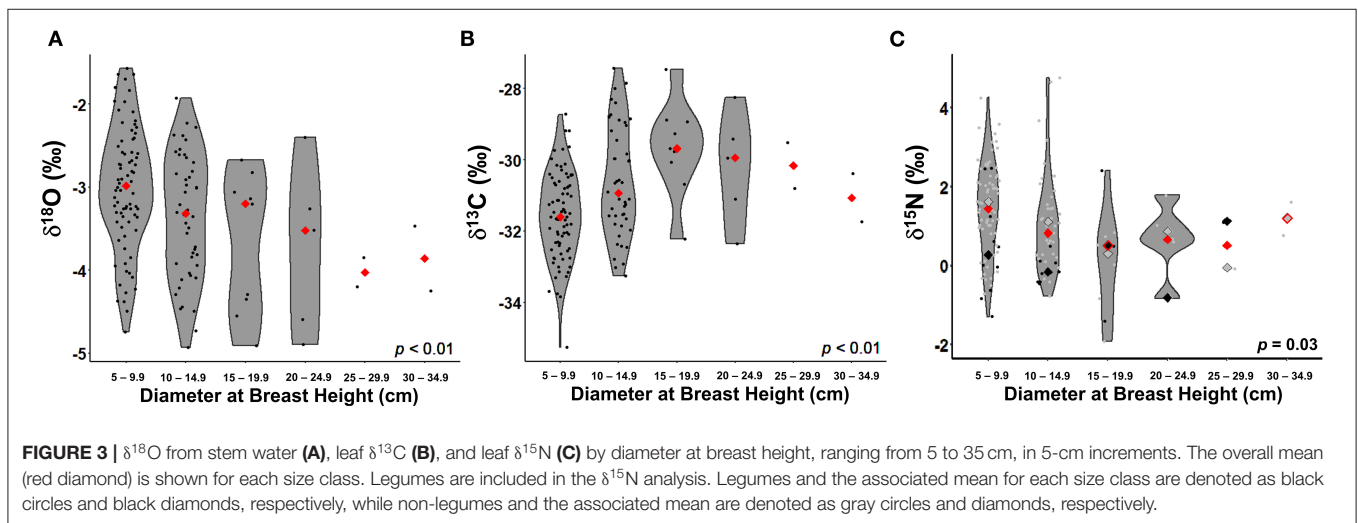 A
δ18O (‰)
-2
-3
-4
-5
5 – 9.9 10 – 14.9 15 – 19.9 20 – 24.9 25 – 29.9 30 – 34.9
Diameter at Breast Height (cm)
p < 0.01
B
δ13C (‰)
-28
-30
-32
-34
5 – 9.9 10 – 14.9 15 – 19.9 20 – 24.9 25 – 29.9 30 – 34.9
Diameter at Breast Height (cm)
p < 0.01
C
δ15N (‰)
4
2
0
-2
5 – 9.9 10 – 14.9 15 – 19.9 20 – 24.9 25 – 29.9 30 – 34.9
Diameter at Breast Height (cm)
p = 0.03
FIGURE 3 | δ18O from stem water (A), leaf δ13C (B), and leaf δ15N (C) by diameter at breast height, ranging from 5 to 35 cm, in 5-cm increments. The overall mean
(red diamond) is shown for each size class. Legumes are included in the δ15N analysis. Legumes and the associated mean for each size class are denoted as black
circles and black diamonds, respectively, while non-legumes and the associated mean are denoted as gray circles and diamonds, respectively.